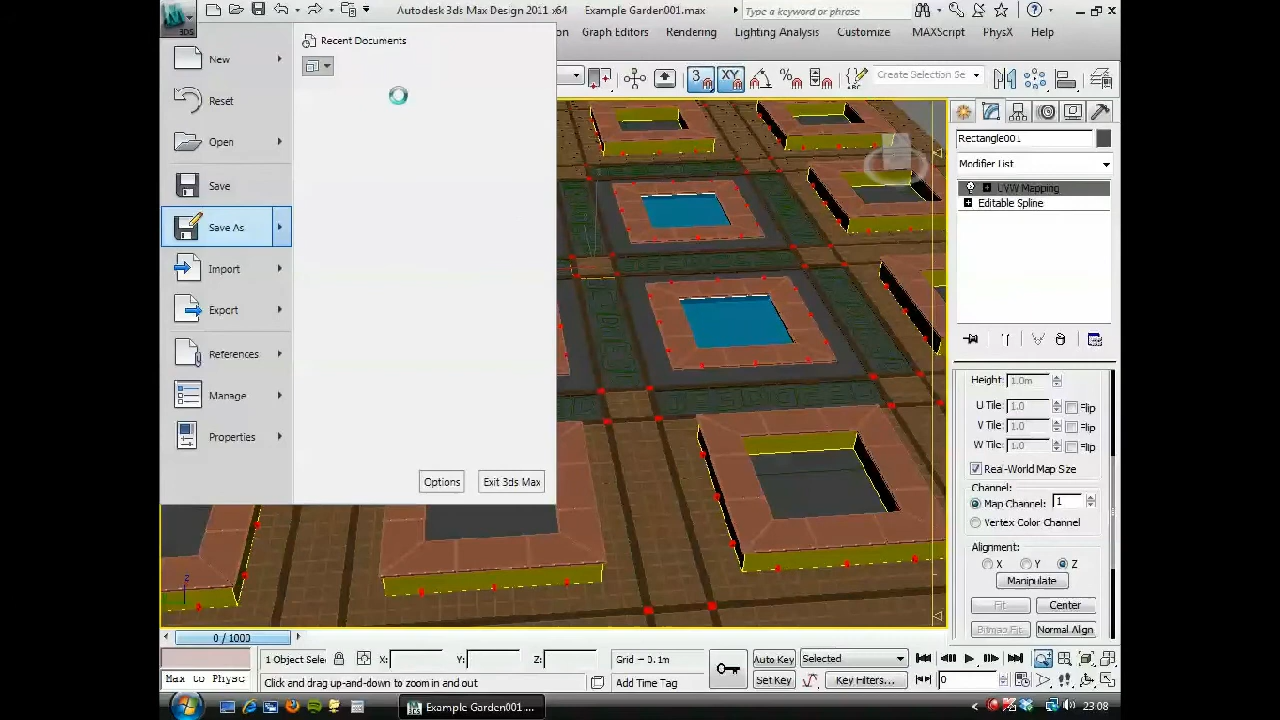 Autodesk 3ds Max Design 2011 x64 Example Garden001.max Type a keyword or phrase
3DS
Graph Editors Rendering Lighting Analysis Customize MAXScript PhysX Help
Recent Documents
New
Reset
Open
Save
Save As
Import
Export
References
Manage
Properties
Options Exit 3ds Max
3 XY % Create Selection Se
Rectangle001
Modifier List
UVW Mapping
Editable Spline
Height: 1.0m
U Tile: 1.0 Flip
V Tile: 1.0 Flip
W Tile: 1.0 Flip
Real-World Map Size
Channel:
Map Channel: 1
Vertex Color Channel
Alignment:
X Y Z
Manipulate
Fit Center
Bitmap Fit Normal Align
z
0 / 1000
1 Object Selec X: Y: Z: Grid = 0.1m Auto Key Selected
Max to Physc Click and drag up-and-down to zoom in and out Add Time Tag Set Key Key Filters... 0
Example Garden001 .... 23:08